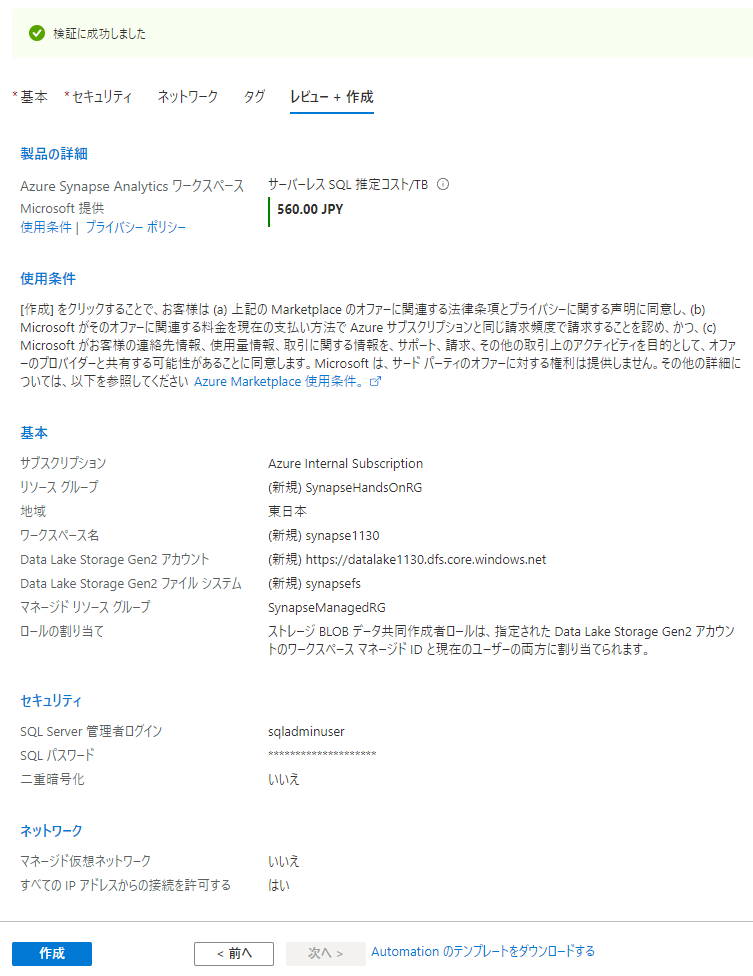 検証に成功しました
* 基本 * セキュリティ ネットワーク タグ レビュー + 作成
製品の詳細
Azure Synapse Analytics ワークスペース
Microsoft 提供
使用条件 | プライバシー ポリシー
サーバーレス SQL 推定コスト/TB
560.00 JPY
使用条件
[作成] をクリックすることで、お客様は (a) 上記の Marketplace のオファーに関連する法律条項とプライバシーに関する声明に同意し、(b)
Microsoft がそのオファーに関連する料金を現在の支払い方法で Azure サブスクリプションと同じ請求頻度で請求することを認め、かつ、(c)
Microsoft がお客様の連絡先情報、使用量情報、取引に関する情報を、サポート、請求、その他の取引上のアクティビティを目的として、オファ
ーのプロバイダーと共有する可能性があることに同意します。Microsoft は、サード パーティのオファーに対する権利は提供しません。その他の詳細に
ついては、以下を参照してください Azure Marketplace 使用条件。
基本
サブスクリプション Azure Internal Subscription
リソース グループ (新規) SynapseHandsOnRG
地域 東日本
ワークスペース名 (新規) synapse1130
Data Lake Storage Gen2 アカウント (新規) https://datalake1130.dfs.core.windows.net
Data Lake Storage Gen2 ファイル システム (新規) synapsefs
マネージド リソース グループ SynapseManagedRG
ロールの割り当て ストレージ BLOB データ共同作成者ロールは、指定された Data Lake Storage Gen2 アカウン
トのワークスペース マネージド ID と現在のユーザーの両方に割り当てられます。
セキュリティ
SQL Server 管理者ログイン sqladminuser
SQL パスワード ********************
二重暗号化 いいえ
ネットワーク
マネージド仮想ネットワーク いいえ
すべての IP アドレスからの接続を許可する はい
作成 < 前へ 次へ > Automation のテンプレートをダウンロードする